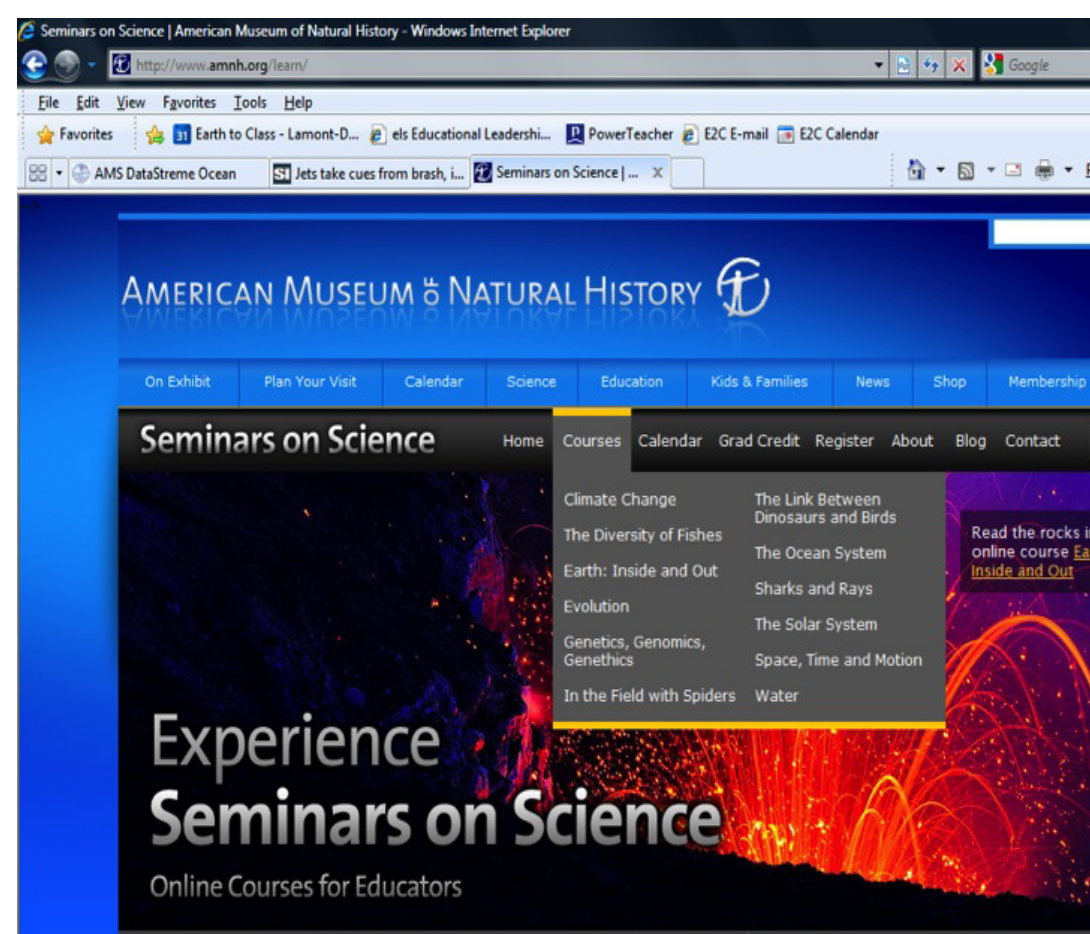 Seminars on Science | American Museum of Natural History - Windows Internet Explorer
http://www.amnh.org/learn/
Google
File Edit View Favorites Tools Help
Favorites
31 Earth to Class - Lamont-D... els Educational Leadershi... PowerTeacher E2C E-mail E2C Calendar
AMS DataStreme Ocean SI Jets take cues from brash, i... Seminars on Science | ... X
-->
AMERICAN MUSEUM OF NATURAL HISTORY
On Exhibit Plan Your Visit Calendar Science Education Kids & Families News Shop Membership
Seminars on Science
Home Courses Calendar Grad Credit Register About Blog Contact
Climate Change
The Diversity of Fishes
Earth: Inside and Out
Evolution
Genetics, Genomics,
Genethics
In the Field with Spiders
The Link Between
Dinosaurs and Birds
The Ocean System
Sharks and Rays
The Solar System
Space, Time and Motion
Water
Read the rocks
online course
Inside and Out
Experience
Seminars on Science
Online Courses for Educators